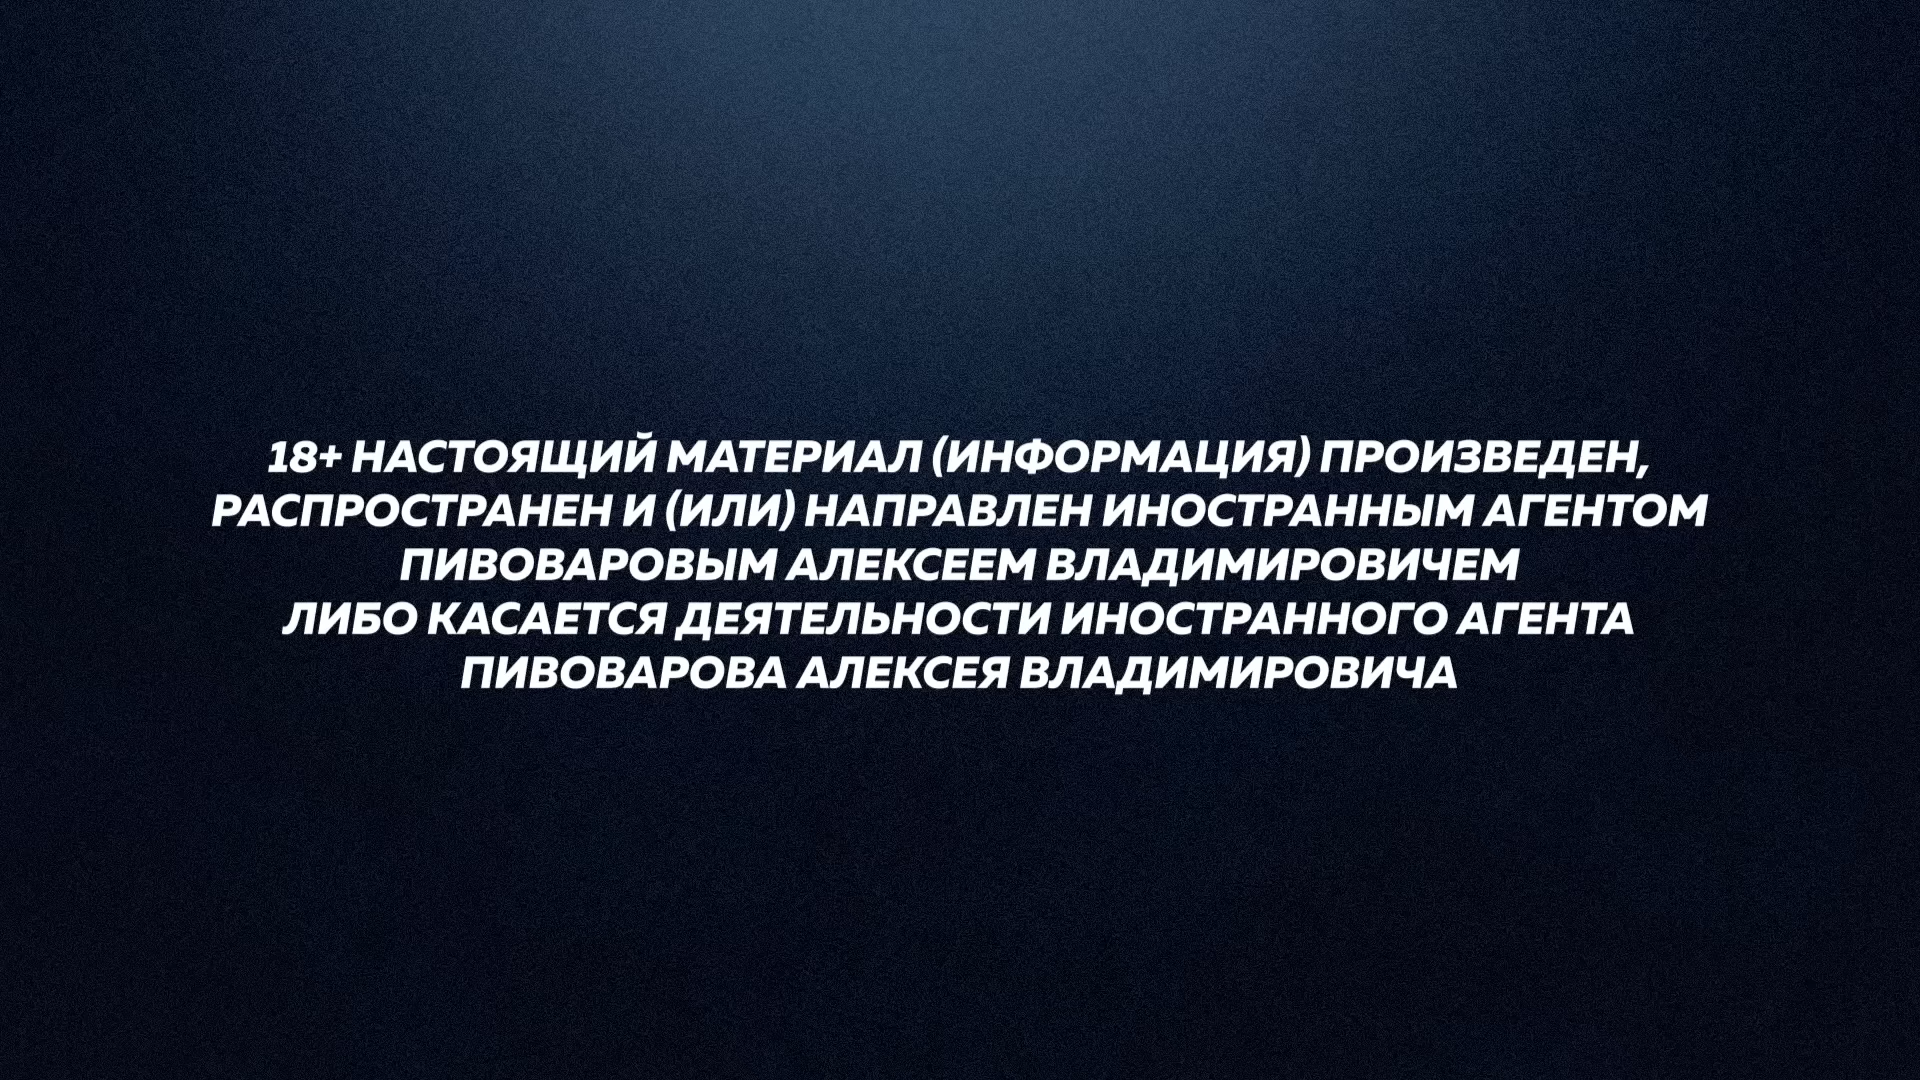 18+ НАСТОЯЩИЙ МАТЕРИАЛ (ИНФОРМАЦИЯ) ПРОИЗВЕДЕН,
РАСПРОСТРАНЕН И (ИЛИ) НАПРАВЛЕН ИНОСТРАННЫМ АГЕНТОМ
ПИВОВАРОВЫМ АЛЕКСЕЕМ ВЛАДИМИРОВИЧЕМ
ЛИБО КАСАЕТСЯ ДЕЯТЕЛЬНОСТИ ИНОСТРАННОГО АГЕНТА
ПИВОВАРОВА АЛЕКСЕЯ ВЛАДИМИРОВИЧА